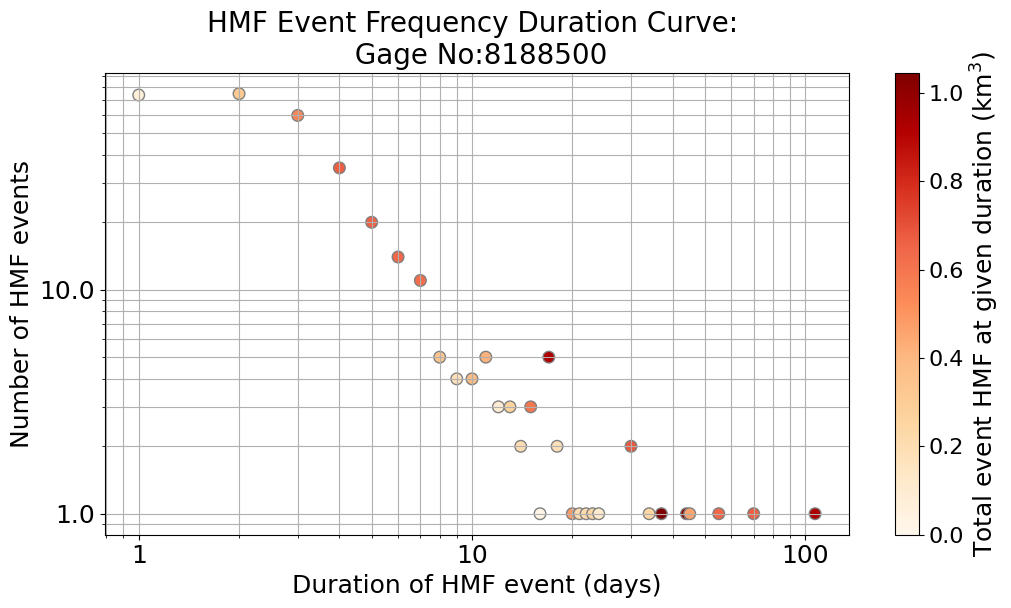 HMF Event Frequency Duration Curve:
Gage No:8188500
Number of HMF events
10.0
1.0
1
10
100
Duration of HMF event (days)
1.0
0.8
0.6
0.4
0.2
0.0
Total event HMF at given duration (km³)